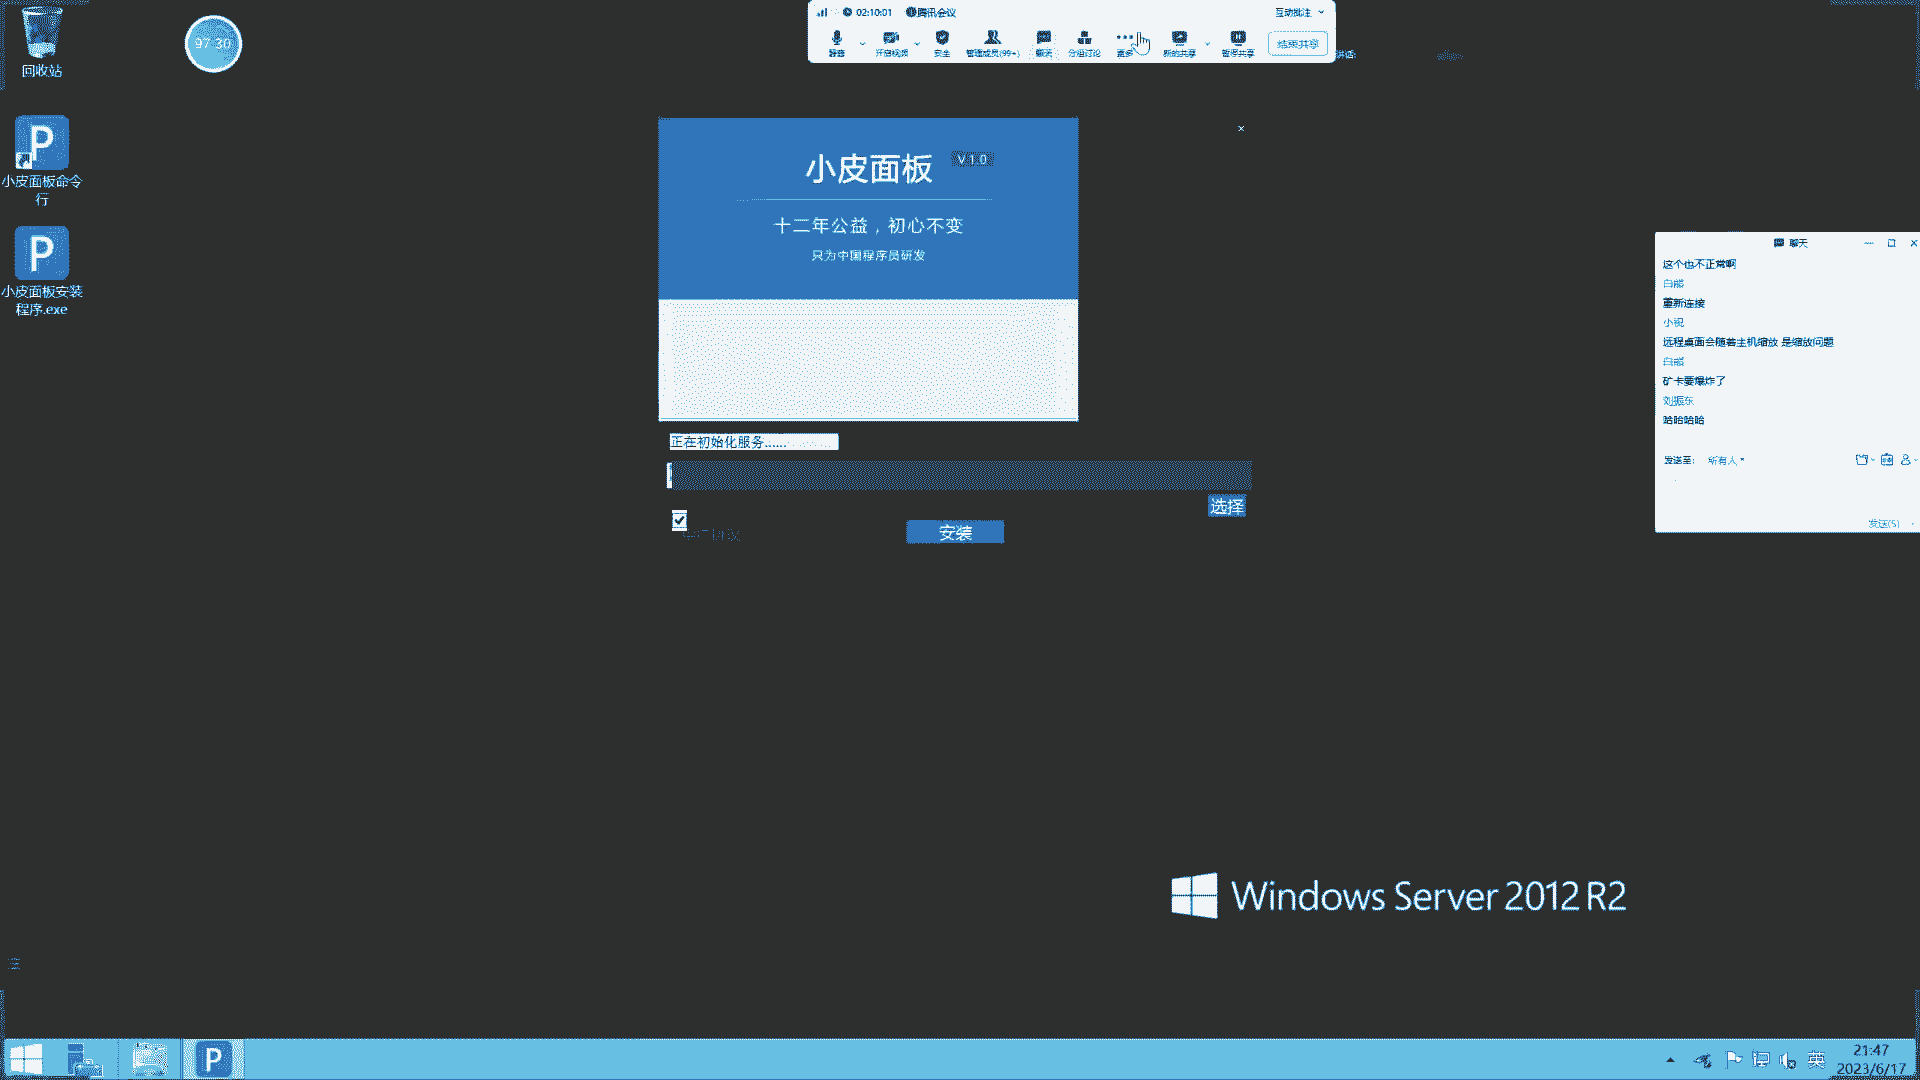 回收站
97:30
小皮面板命令
行
小皮面板安装
程序.exe
02:10:01 腾讯会议 互动批注
静音 开启视频 安全 管理成员(99+) 聊天 分组讨论 更多 新的共享 暂停共享 结束共享
小皮面板 V 1.0
十二年公益，初心不变
只为中国程序员研发
正在初始化服务......
选择
安装
聊天
这个也不正常啊
白熊
重新连接
小祝
远程桌面会随着主机缩放 是缩放问题
白熊
矿卡要爆炸了
刘振东
哈哈哈哈
发送至: 所有人
发送(S)
Windows Server 2012 R2
P
英
21:47
2023/6/17